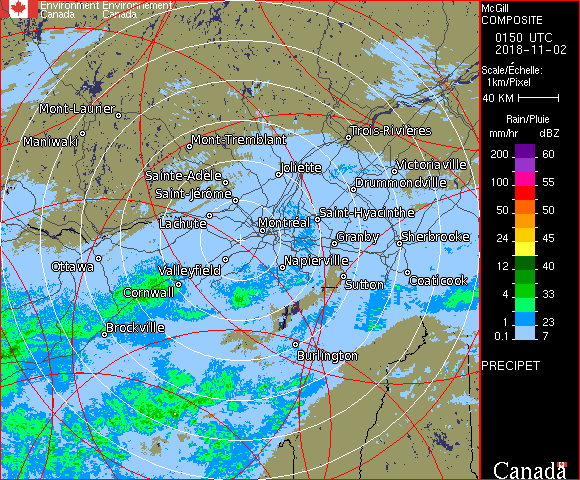 Environment Environnement
Canada Canada
Mont-Laurier
Maniwaki
Mont-Tremblant
Trois-Rivières
Joliette
Victoriaville
Sainte-Adèle
Drummondville
Saint-Jérôme
Lachute
Saint-Hyacinthe
Montréal
Granby
Sherbrooke
Ottawa
Valleyfield
Napierville
Coaticook
Cornwall
Sutton
Brockville
Burlington
McGill
COMPOSITE
0150 UTC
2018-11-02
Scale/Échelle:
1km/Pixel
40 KM
Rain/Pluie
mm/hr dBZ
200 60
100 55
50 50
24 45
12 40
4 33
1 23
0.1 7
PRECIPET
Canada